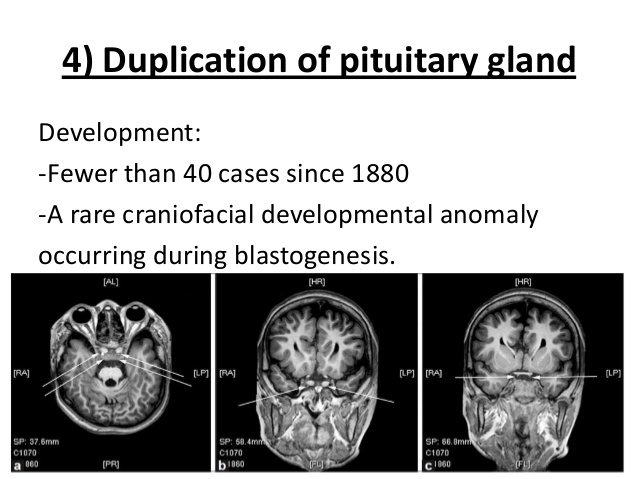 4) Duplication of pituitary gland
Development:
-Fewer than 40 cases since 1880
-A rare craniofacial developmental anomaly
occurring during blastogenesis.
[AL]
[RA]
[LP]
SP: 37.6mm
C1070
860
a
[PR]
[HR]
[RA]
[LP]
SP: 58.4mm
C1070
860
b
[FL]
[HR]
[RA]
[LP]
SP: 66.8mm
C1070
860
c
[FL]